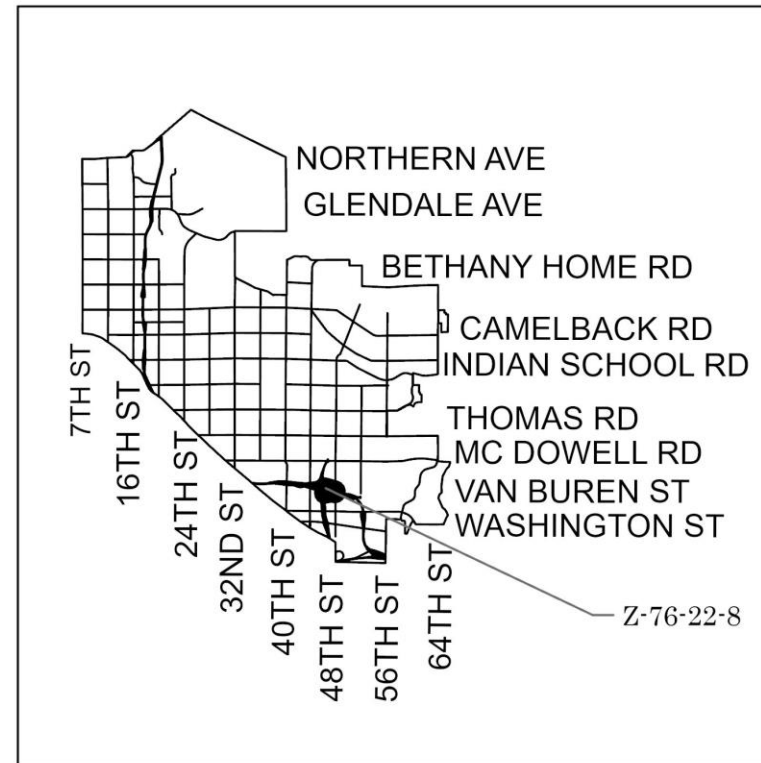 NORTHERN AVE
GLENDALE AVE
BETHANY HOME RD
CAMELBACK RD
INDIAN SCHOOL RD
THOMAS RD
MC DOWELL RD
VAN BUREN ST
WASHINGTON ST
7TH ST
16TH ST
24TH ST
32ND ST
40TH ST
48TH ST
56TH ST
64TH ST
Z-76-22-8